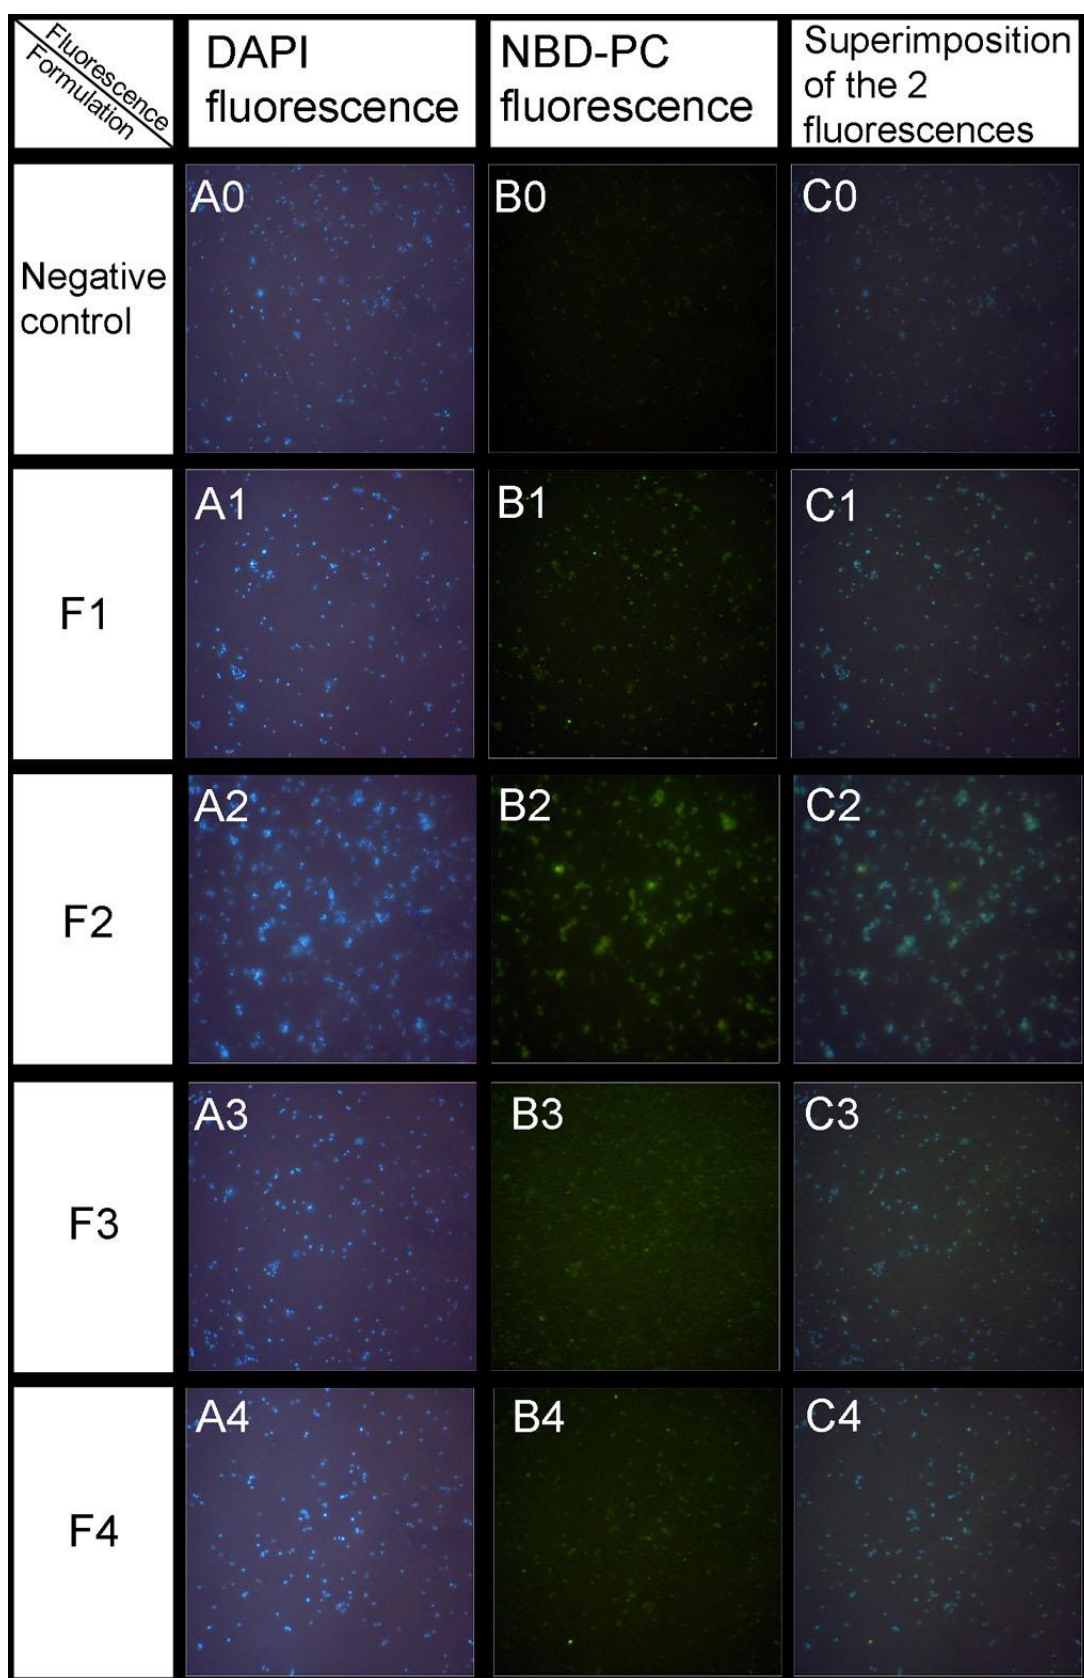 Fluorescence
Formulation
DAPI
fluorescence
NBD-PC
fluorescence
Superimposition
of the 2
fluorescences
Negative
control
A0
B0
C0
F1
A1
B1
C1
F2
A2
B2
C2
F3
A3
B3
C3
F4
A4
B4
C4